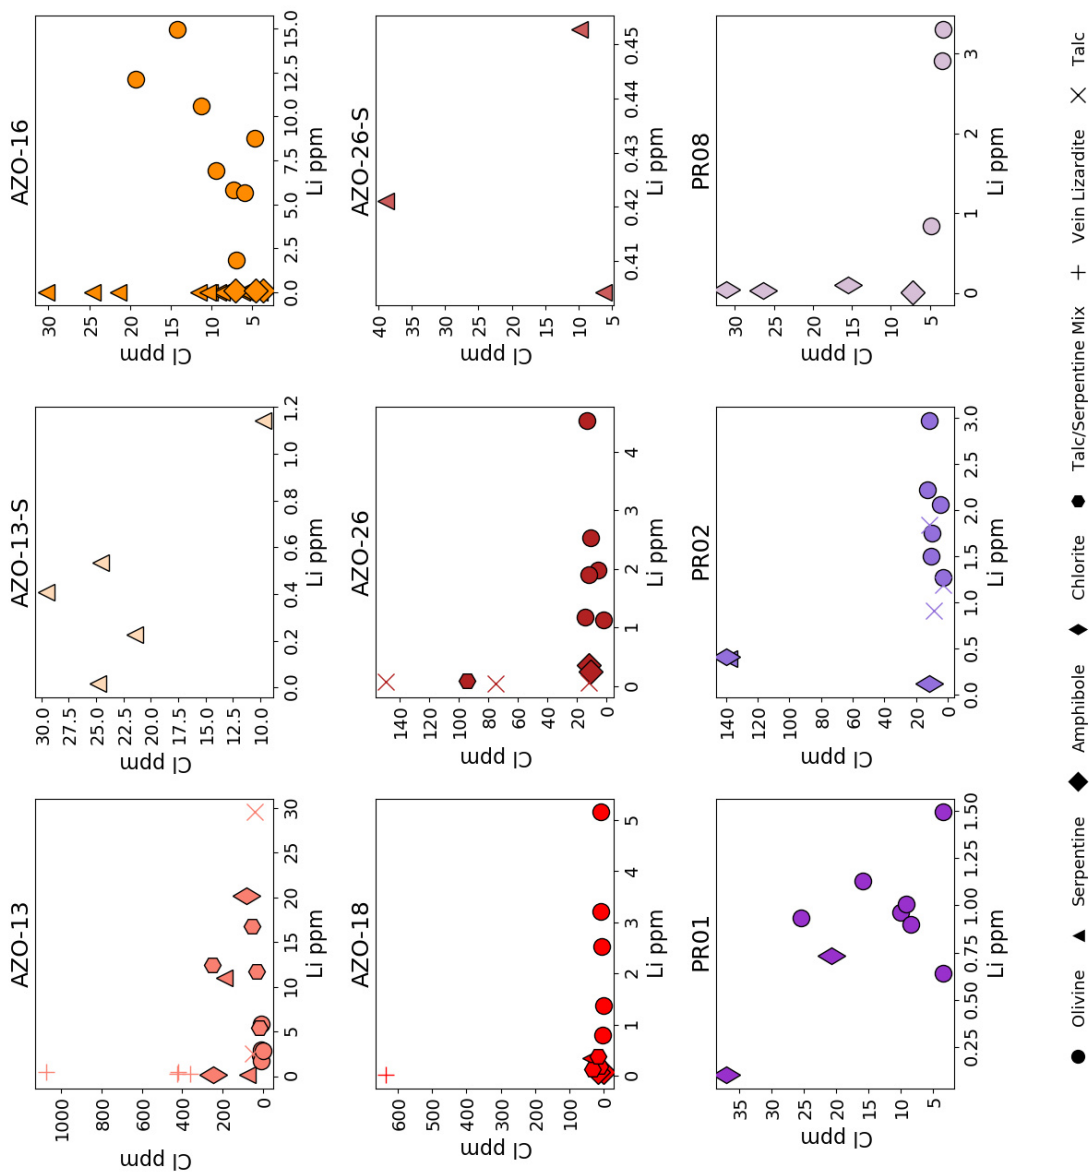 AZO-13
1000
800
600
400
200
0
Cl ppm
0 5 10 15 20 25 30
Li ppm
AZO-13-S
30.0
27.5
25.0
22.5
20.0
17.5
15.0
12.5
10.0
Cl ppm
0.0 0.2 0.4 0.6 0.8 1.0 1.2
Li ppm
AZO-16
30
25
20
15
10
5
Cl ppm
0.0 2.5 5.0 7.5 10.0 12.5 15.0
Li ppm
AZO-18
600
500
400
300
200
100
0
Cl ppm
0 1 2 3 4 5
Li ppm
AZO-26
140
120
100
80
60
40
20
0
Cl ppm
0 1 2 3 4
Li ppm
AZO-26-S
40
35
30
25
20
15
10
5
Cl ppm
0.41 0.42 0.43 0.44 0.45
Li ppm
PR01
35
30
25
20
15
10
5
Cl ppm
0.25 0.50 0.75 1.00 1.25 1.50
Li ppm
PR02
140
120
100
80
60
40
20
0
Cl ppm
0.0 0.5 1.0 1.5 2.0 2.5 3.0
Li ppm
PR08
30
25
20
15
10
5
Cl ppm
0 1 2 3
Li ppm
Olivine Serpentine Amphibole Chlorite Talc/Serpentine Mix Vein Lizardite Talc